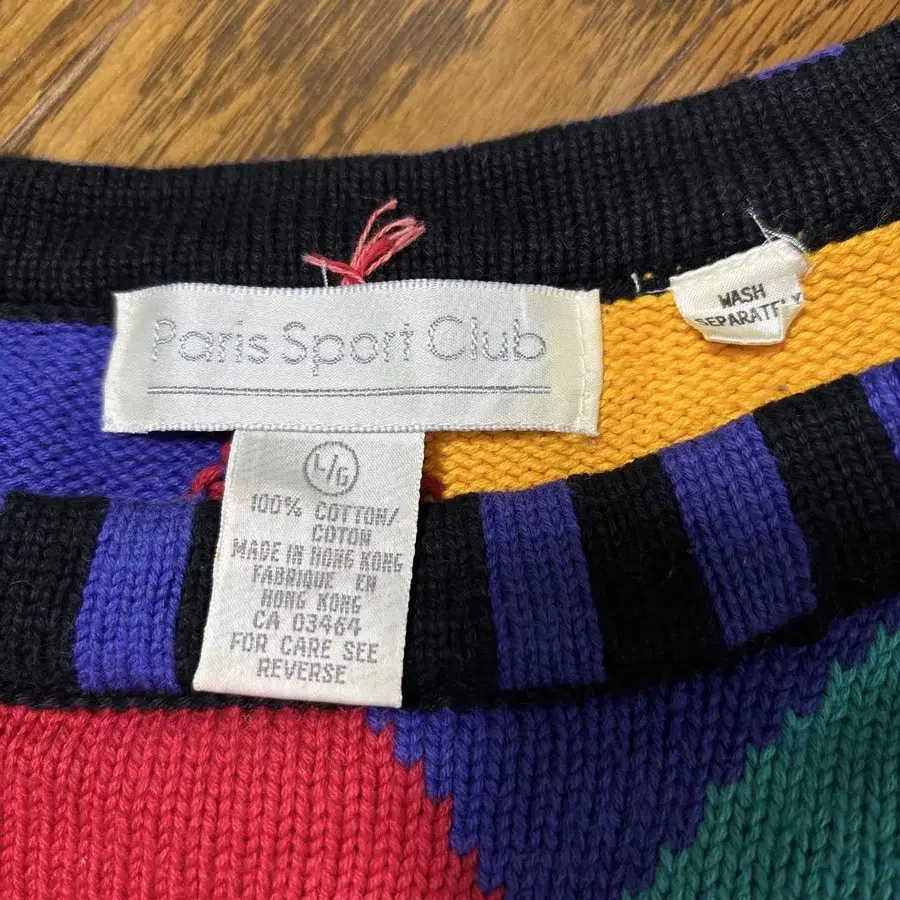 Paris Sport Club
WASH
SEPARATELY
L/G
100% COTTON/
COTON
MADE IN HONG KONG
FABRIQUE EN
HONG KONG
CA 03464
FOR CARE SEE
REVERSE